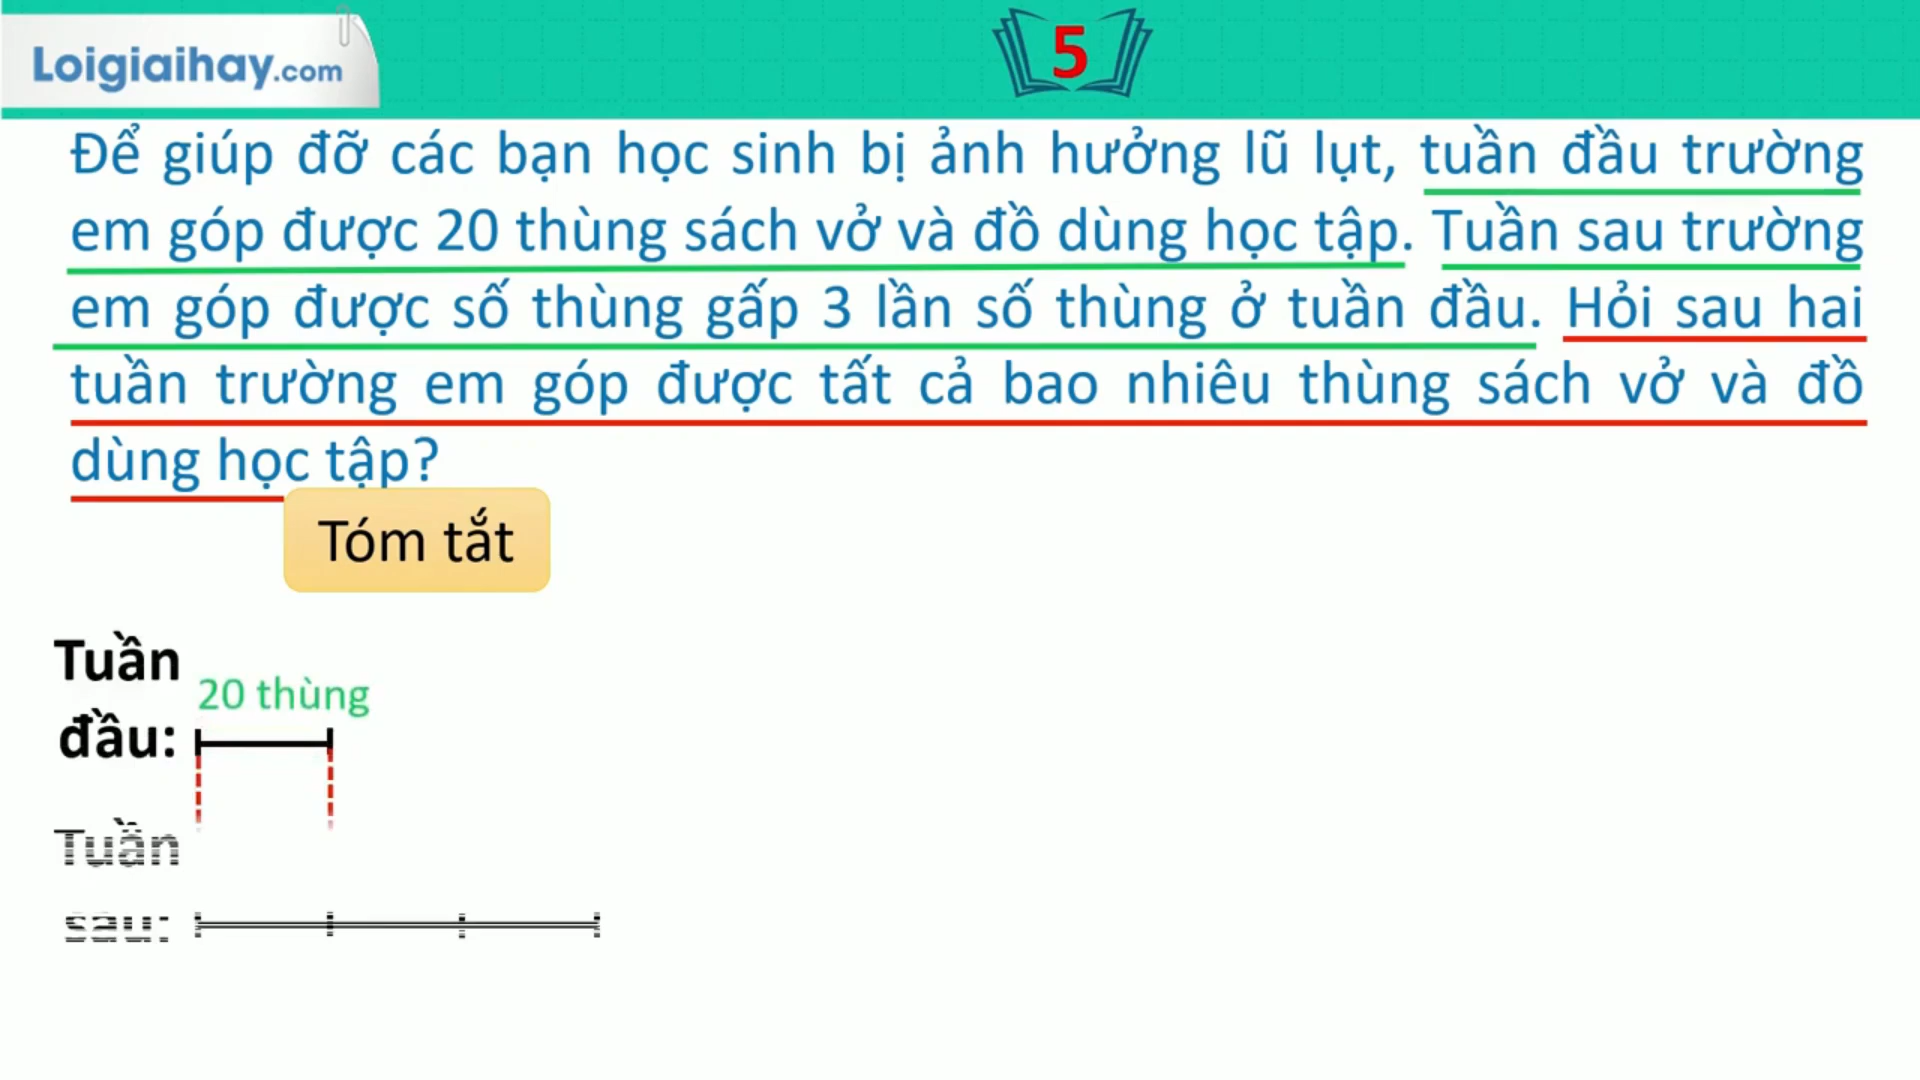 Loigiaihay.com
5
Để giúp đỡ các bạn học sinh bị ảnh hưởng lũ lụt, tuần đầu trường
em góp được 20 thùng sách vở và đồ dùng học tập. Tuần sau trường
em góp được số thùng gấp 3 lần số thùng ở tuần đầu. Hỏi sau hai
tuần trường em góp được tất cả bao nhiêu thùng sách vở và đồ
dùng học tập?
Tóm tắt
Tuần
đầu:
20 thùng
Tuần
sau: